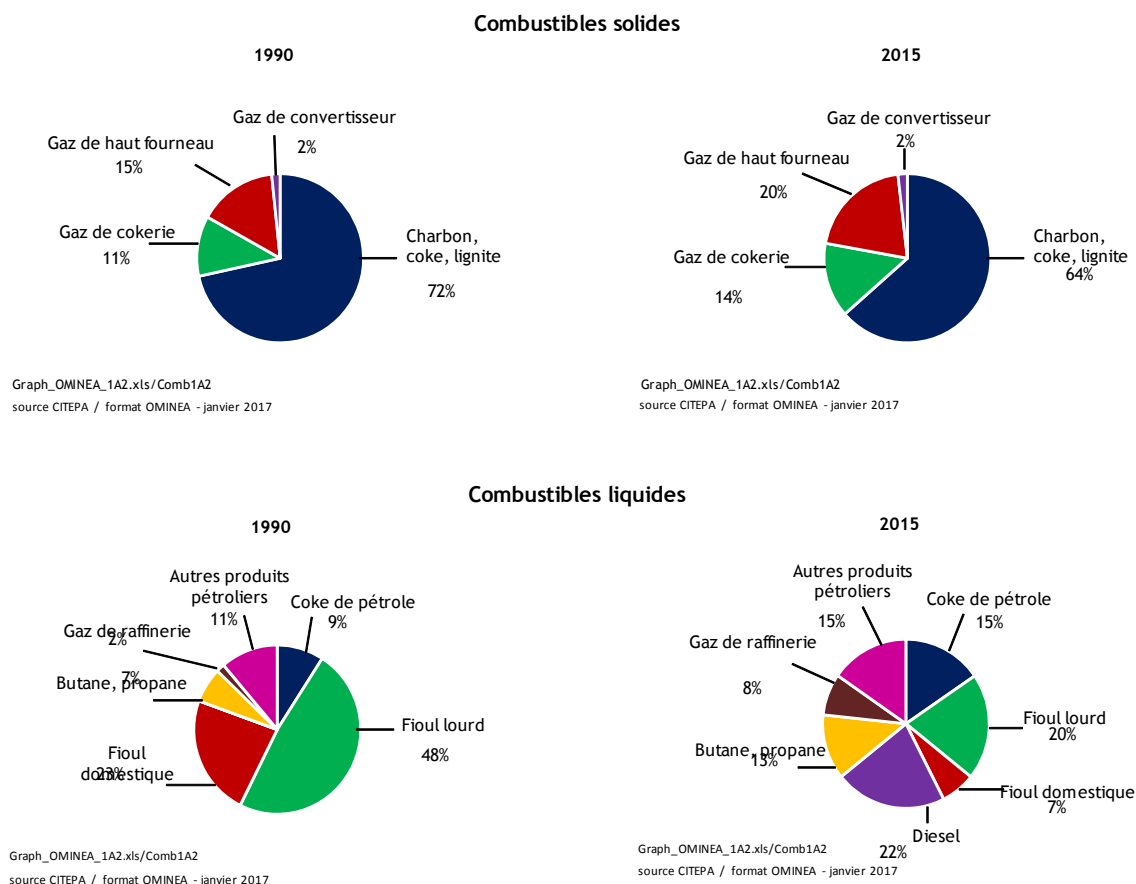 Combustibles solides
1990
Gaz de convertisseur
2%
Gaz de haut fourneau
15%
Gaz de cokerie
11%
Charbon,
coke, lignite
72%
Graph_OMINEA_1A2.xls/Comb1A2
source CITEPA / format OMINEA - janvier 2017
2015
Gaz de convertisseur
2%
Gaz de haut fourneau
20%
Gaz de cokerie
14%
Charbon,
coke, lignite
64%
Graph_OMINEA_1A2.xls/Comb1A2
source CITEPA / format OMINEA - janvier 2017
Combustibles liquides
1990
Autres produits
pétroliers
11%
Coke de pétrole
9%
Gaz de raffinerie
2%
7%
Butane, propane
Fioul lourd
48%
Fioul
domestique
23%
Graph_OMINEA_1A2.xls/Comb1A2
source CITEPA / format OMINEA - janvier 2017
2015
Autres produits
pétroliers
15%
Coke de pétrole
15%
Gaz de raffinerie
8%
Fioul lourd
20%
Butane, propane
13%
Fioul domestique
7%
Diesel
22%
Graph_OMINEA_1A2.xls/Comb1A2
source CITEPA / format OMINEA - janvier 2017